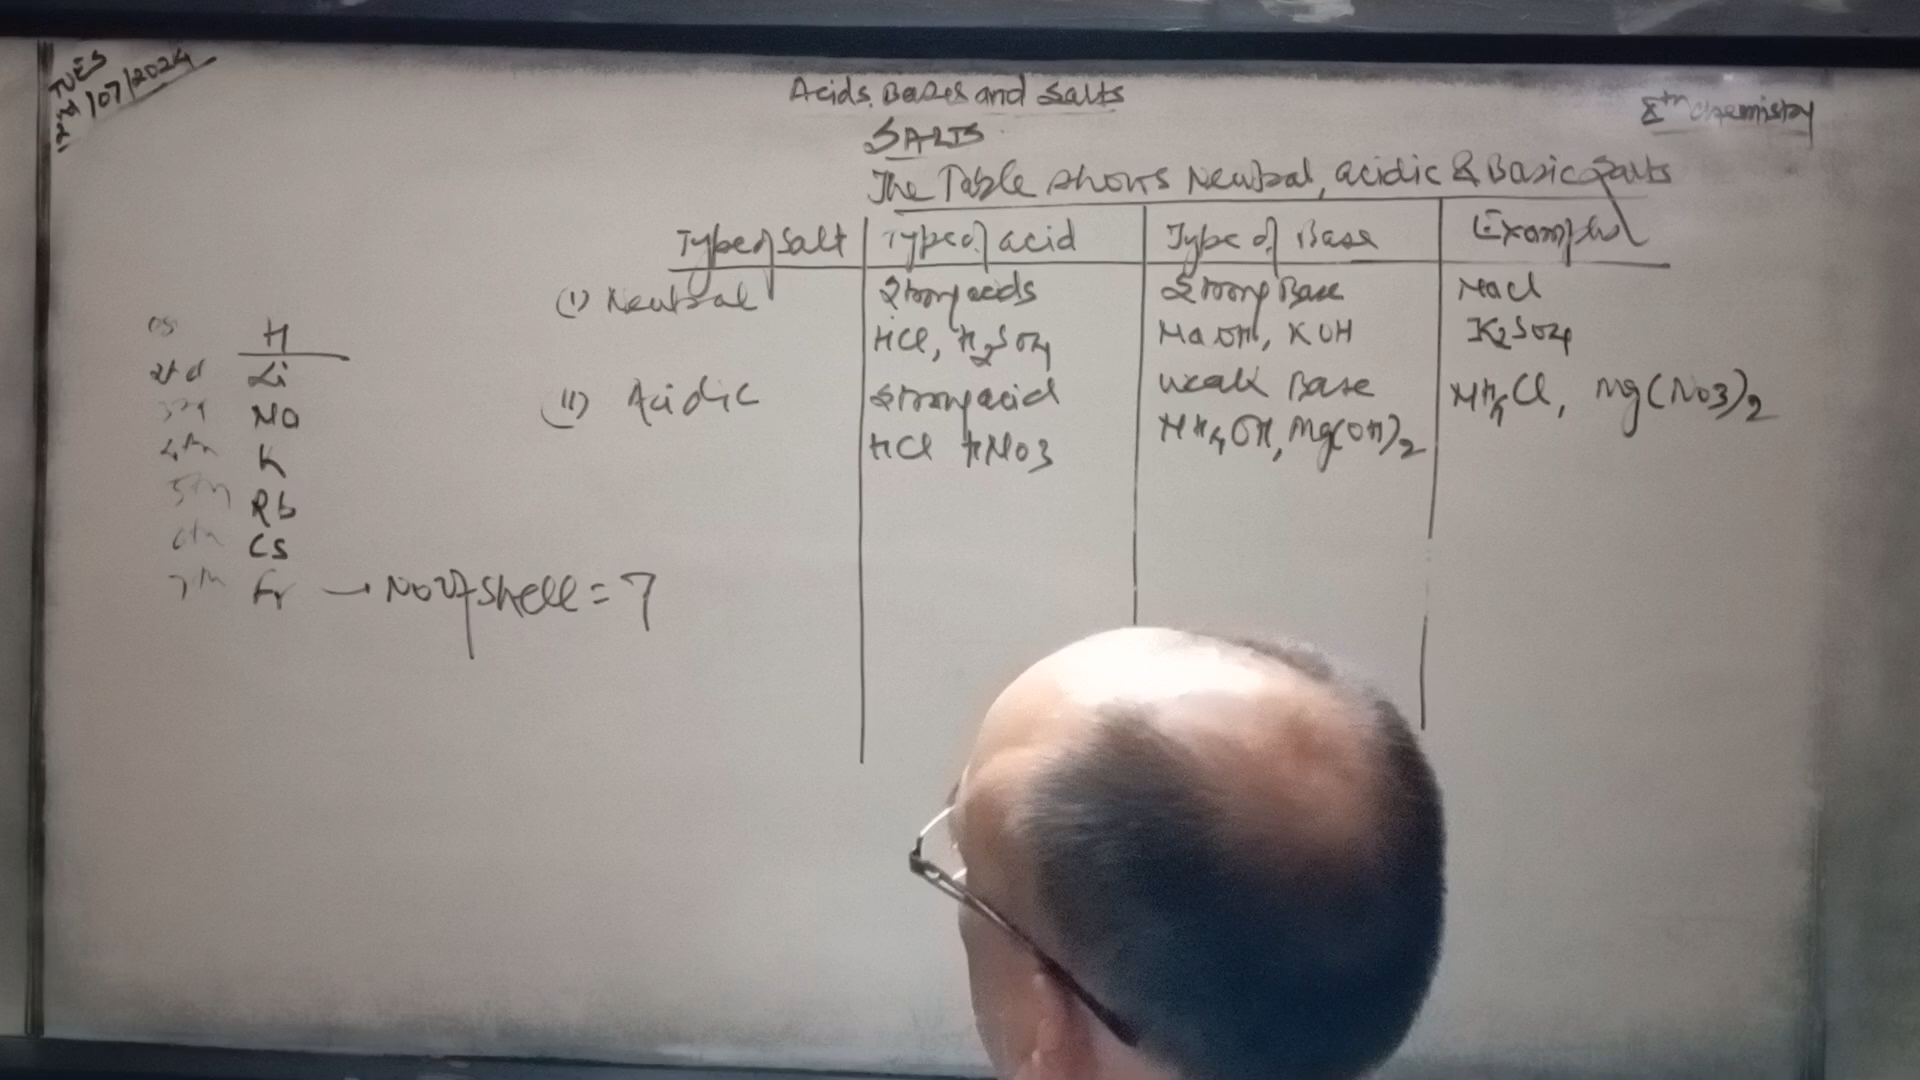 TUES
23/07/2024
Acids, Bases and Salts
8th chemistry
SALTS
The Table shows Neutral, acidic & Basic Salts
Type of Salt | Type of acid | Type of Base | Examples
(i) Neutral | Strong acids | Strong Base | NaCl
HCl, H2SO4 | NaOH, KOH | K2SO4
(ii) Acidic | Strong acid | Weak Base | NH4Cl, Mg(NO3)2
HCl HNO3 | NH4OH, Mg(OH)2
H
2nd Li
3rd Na
4th K
5th Rb
6th Cs
7th Fr → No of shell = 7